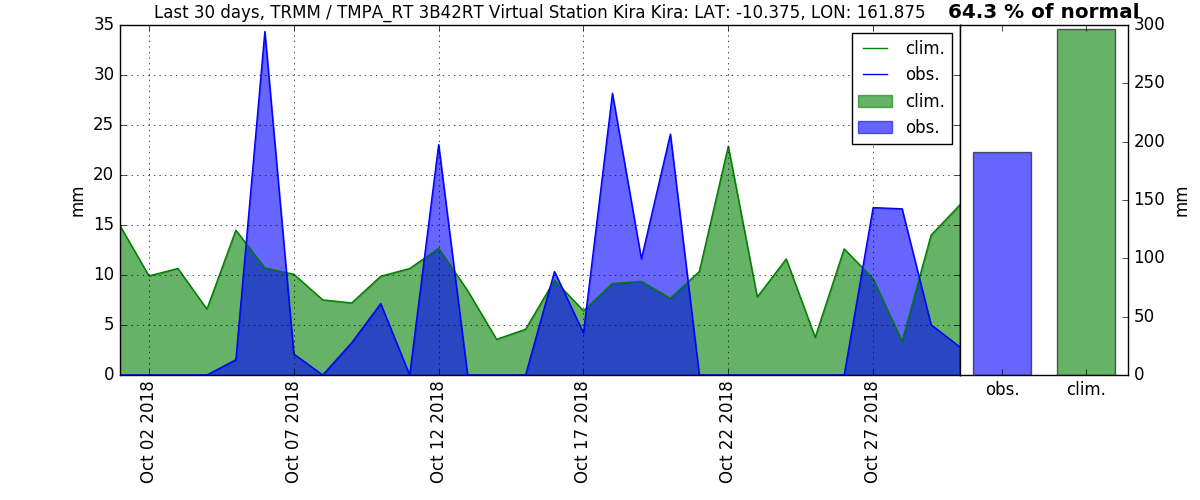 Last 30 days, TRMM / TMPA_RT 3B42RT Virtual Station Kira Kira: LAT: -10.375, LON: 161.875
64.3 % of normal
35
30
25
20
15
10
5
0
mm
clim.
obs.
clim.
obs.
300
250
200
150
100
50
0
mm
obs.
clim.
Oct 02 2018
Oct 07 2018
Oct 12 2018
Oct 17 2018
Oct 22 2018
Oct 27 2018